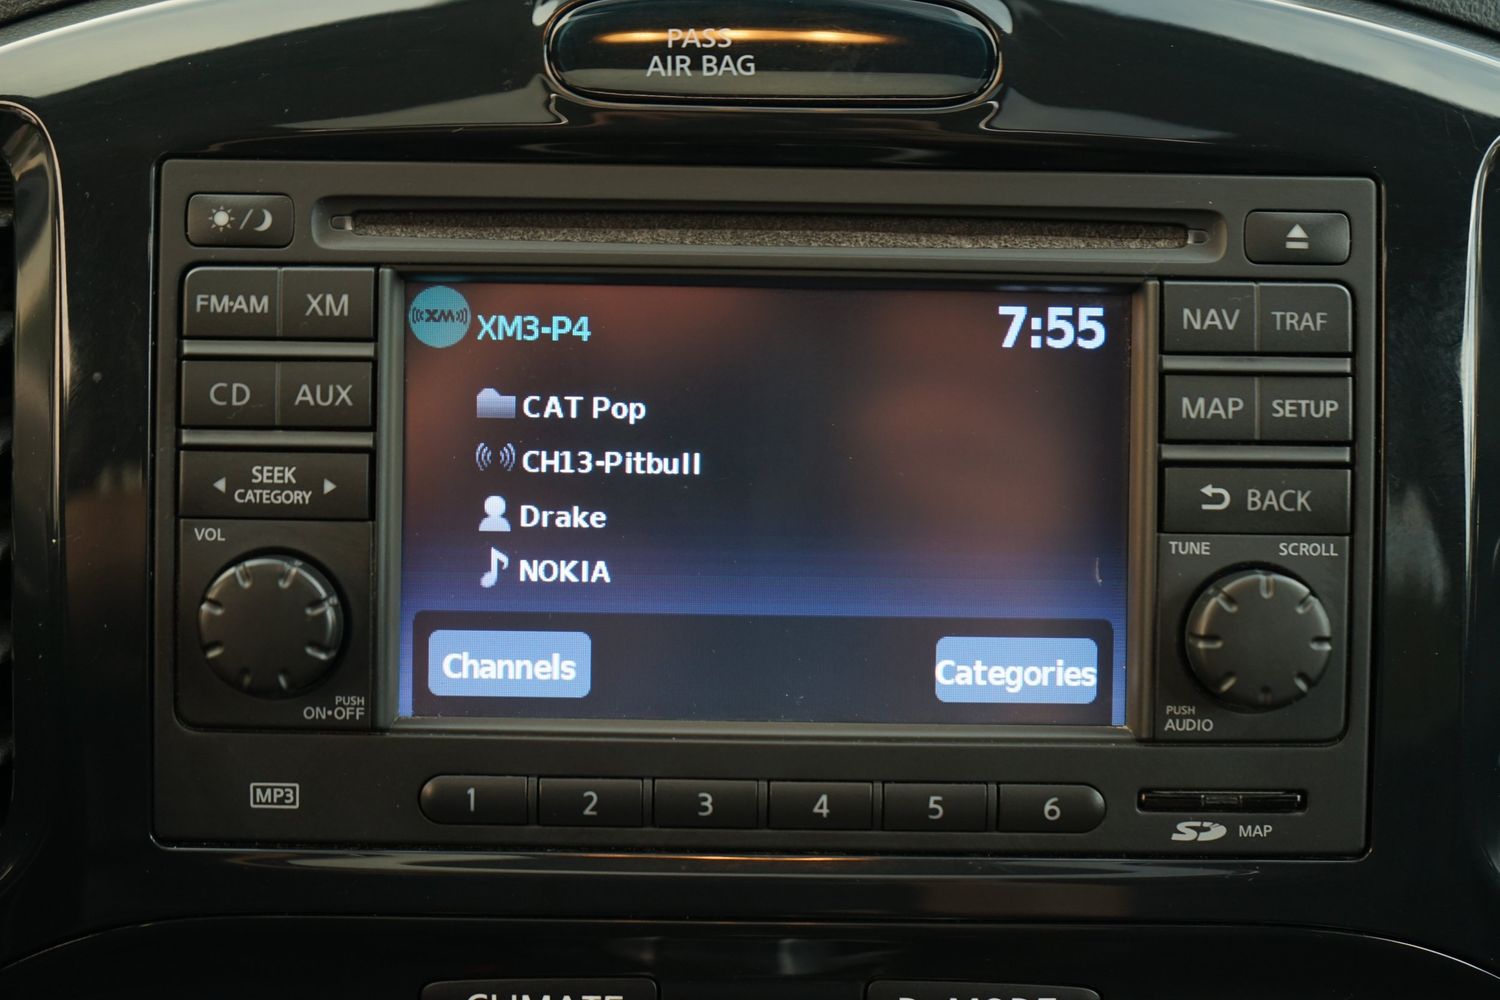 PASS
AIR BAG
FM·AM
XM
CD
AUX
SEEK
CATEGORY
VOL
PUSH
ON•OFF
MP3
((XM))
XM3-P4
7:55
CAT Pop
CH13-Pitbull
Drake
NOKIA
Channels
Categories
NAV
TRAF
MAP
SETUP
BACK
TUNE
SCROLL
PUSH
AUDIO
1
2
3
4
5
6
SD
MAP
CLIMATE
D-MODE